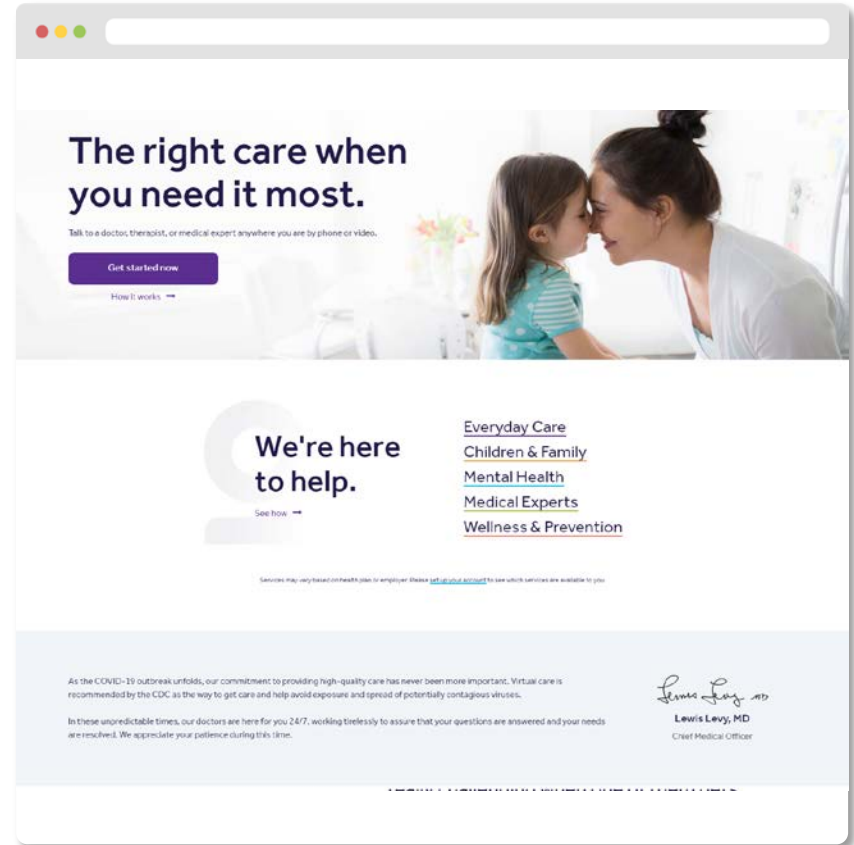 The right care when
you need it most.
Talk to a doctor, therapist, or medical expert anywhere you are by phone or video.
Get started now
How it works →
We're here
to help.
See how →
Everyday Care
Children & Family
Mental Health
Medical Experts
Wellness & Prevention
Services may vary based on health plan or employer. Please set up your account to see which services are available to you
As the COVID-19 outbreak unfolds, our commitment to providing high-quality care has never been more important. Virtual care is
recommended by the CDC as the way to get care and help avoid exposure and spread of potentially contagious viruses.
In these unpredictable times, our doctors are here for you 24/7, working tirelessly to assure that your questions are answered and your needs
are resolved. We appreciate your patience during this time.
Lewis Levy MD
Lewis Levy, MD
Chief Medical Officer